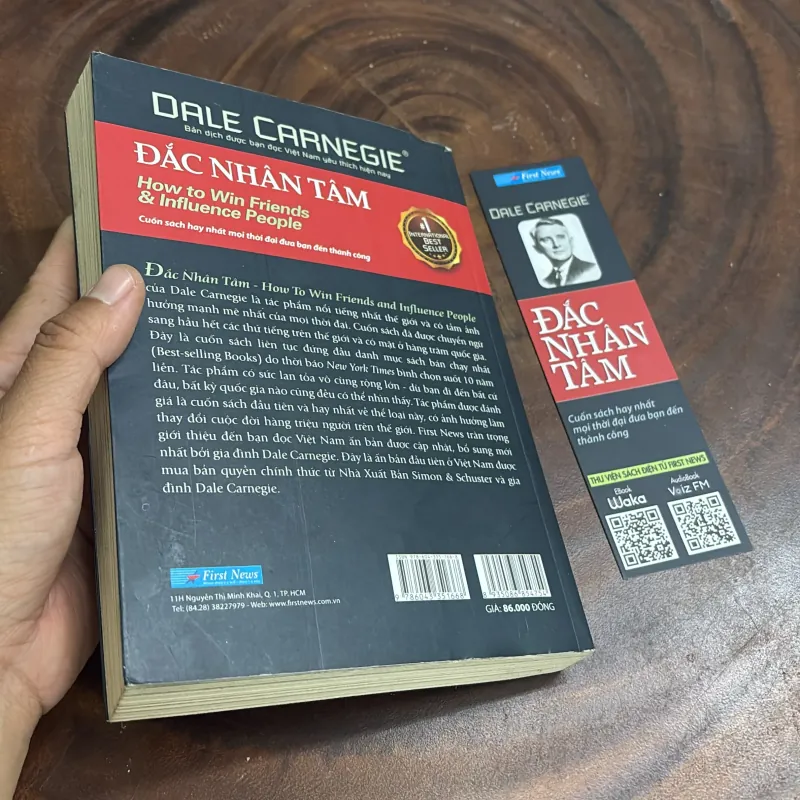 DALE CARNEGIE®
Bản dịch được bạn đọc Việt Nam yêu thích hiện nay
ĐẮC NHÂN TÂM
How to Win Friends
& Influence People
Cuốn sách hay nhất mọi thời đại đưa bạn đến thành công
#1
INTERNATIONAL
BEST
SELLER
Đắc Nhân Tâm - How To Win Friends and Influence People
của Dale Carnegie là tác phẩm nổi tiếng nhất thế giới và có tầm ảnh
hưởng mạnh mẽ nhất của mọi thời đại. Cuốn sách đã được chuyển ngữ
sang hầu hết các thứ tiếng trên thế giới và có mặt ở hàng trăm quốc gia.
Đây là cuốn sách liên tục đứng đầu danh mục sách bán chạy nhất
(Best-selling Books) do thời báo New York Times bình chọn suốt 10 năm
liền. Tác phẩm có sức lan tỏa vô cùng rộng lớn - dù bạn đi đến bất cứ
đâu, bất kỳ quốc gia nào cũng đều có thể nhìn thấy. Tác phẩm được đánh
giá là cuốn sách đầu tiên và hay nhất về thể loại này, có ảnh hưởng làm
thay đổi cuộc đời hàng triệu người trên thế giới. First News trân trọng
giới thiệu đến bạn đọc Việt Nam ấn bản được cập nhật, bổ sung mới
nhất bởi gia đình Dale Carnegie. Đây là ấn bản đầu tiên ở Việt Nam được
mua bản quyền chính thức từ Nhà Xuất Bản Simon & Schuster và gia
đình Dale Carnegie.
First News
11H Nguyễn Thị Minh Khai, Q. 1, TP. HCM
Tel: (84.28) 38227979 - Web: www.firstnews.com.vn
9 786043 351668
GIÁ: 86.000 ĐỒNG
First News
DALE CARNEGIE
ĐẮC
NHÂN
TÂM
Cuốn sách hay nhất
mọi thời đại đưa bạn đến
thành công
THƯ VIỆN SÁCH ĐIỆN TỬ FIRST NEWS
EBook
Waka
AudioBook
Voiz FM